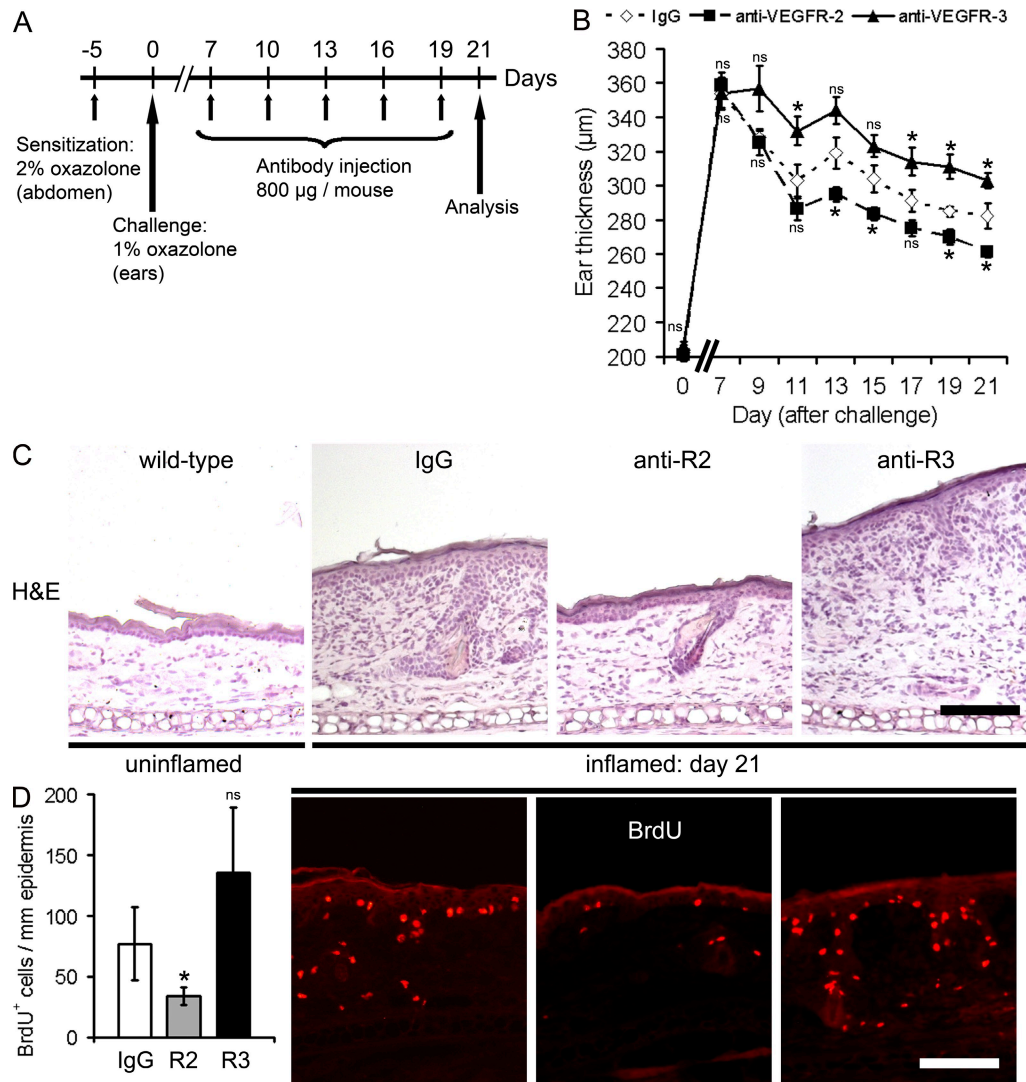 A
-5 0 7 10 13 16 19 21 Days
Sensitization:
2% oxazolone
(abdomen)
Challenge:
1% oxazolone
(ears)
Antibody injection
800 µg / mouse
Analysis
B
IgG anti-VEGFR-2 anti-VEGFR-3
Ear thickness (µm)
360
340
320
300
280
260
240
220
200
ns
ns
ns
ns
ns
*
ns
ns
*
ns
*
*
ns
*
*
*
*
0 7 9 11 13 15 17 19 21
Day (after challenge)
C
wild-type IgG anti-R2 anti-R3
H&E
uninflamed inflamed: day 21
D
BrdU+ cells / mm epidermis
200
150
100
50
0
*
ns
IgG R2 R3
BrdU